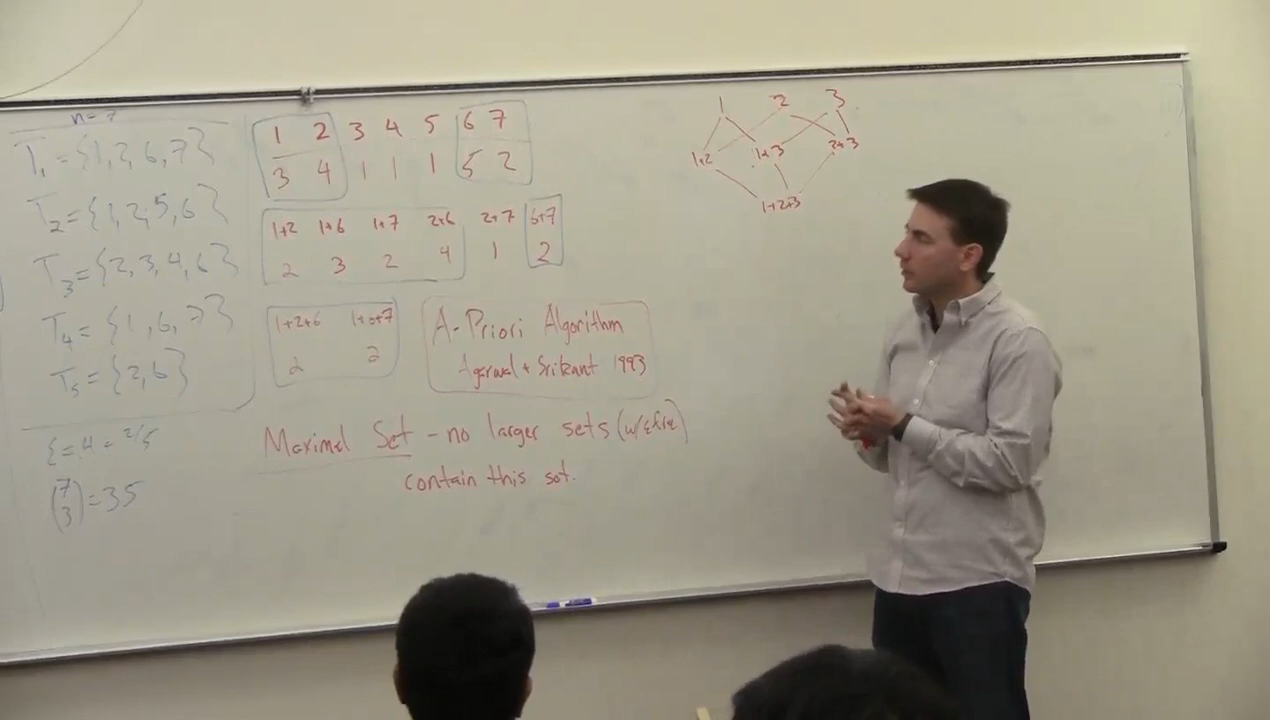 n=7
T₁ = {1,2,6,7}
T₂ = {1,2,5,6}
T₃ = {2,3,4,6}
T₄ = {1,6,7}
T₅ = {2,6}
ε = .4 = 2/5
(7 3) = 35
1 2 3 4 5 6 7
3 4 1 1 1 5 2
1+2 1+6 1+7 2+6 2+7 6+7
2 3 2 4 1 2
1+2+6 1+6+7
2 2
A-Priori Algorithm
Agarwal + Srikant 1993
Maximal Set - no larger sets
contain this set.
1 2 3
1+2 1+3 2+3
1+2+3